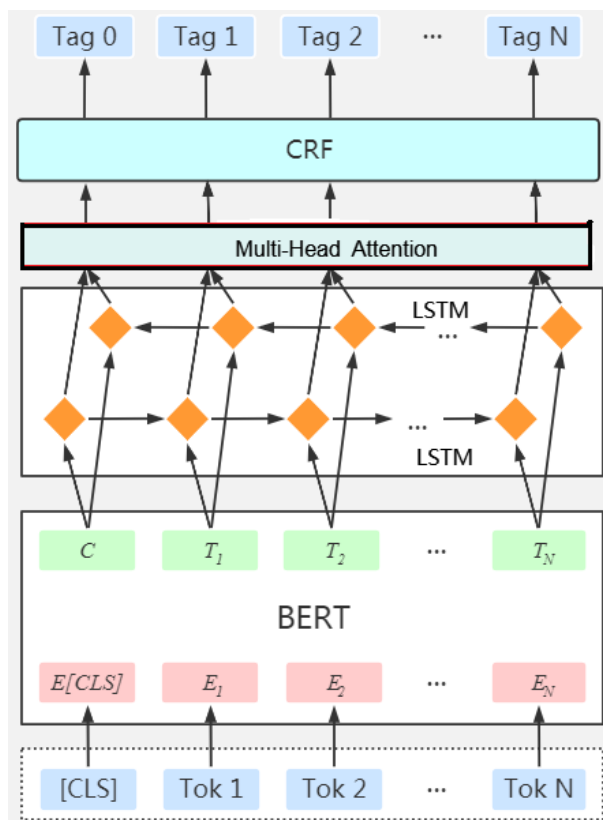 Tag 0 Tag 1 Tag 2 ... Tag N
CRF
Multi-Head Attention
LSTM
...
...
LSTM
C T1 T2 ... TN
BERT
E[CLS] E1 E2 ... EN
[CLS] Tok 1 Tok 2 ... Tok N